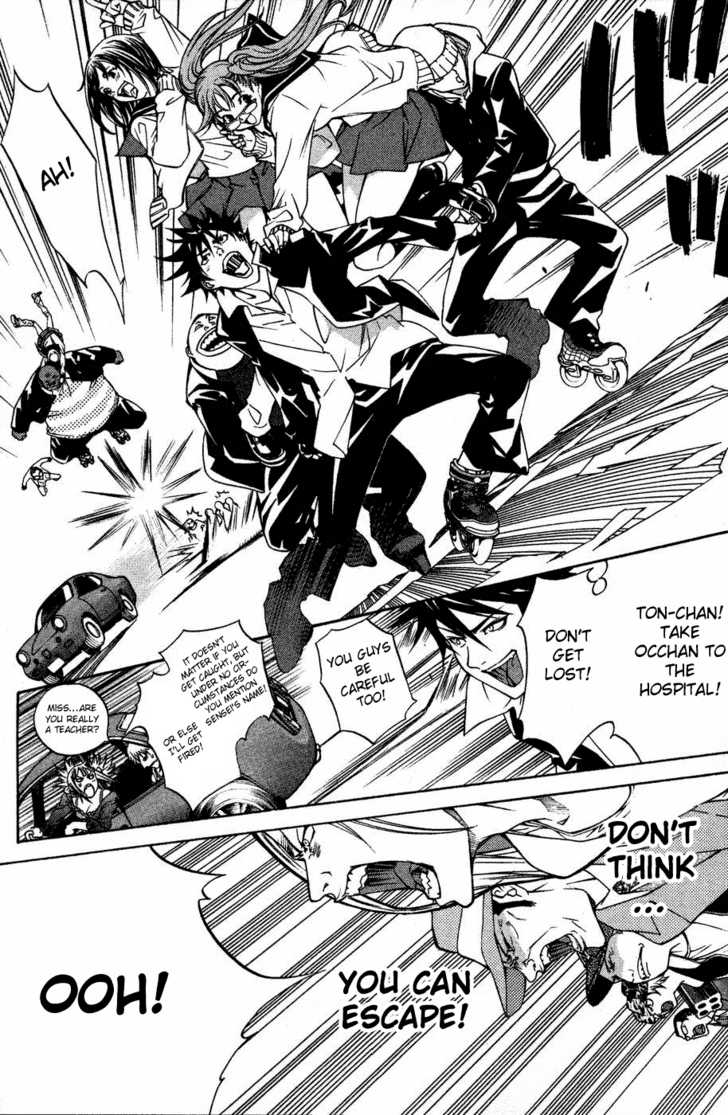 AH!
TON-CHAN!
TAKE
OCCHAN TO
THE
HOSPITAL!
DON'T
GET
LOST!
YOU GUYS
BE
CAREFUL
TOO!
IT DOESN'T
MATTER IF YOU
GET CAUGHT, BUT
UNDER NO CIR-
CUMSTANCES DO
YOU MENTION
SENSEI'S NAME!
OR ELSE
I'LL GET
FIRED!
MISS...ARE
YOU REALLY
A TEACHER?
DON'T
THINK
...
YOU CAN
ESCAPE!
OOH!